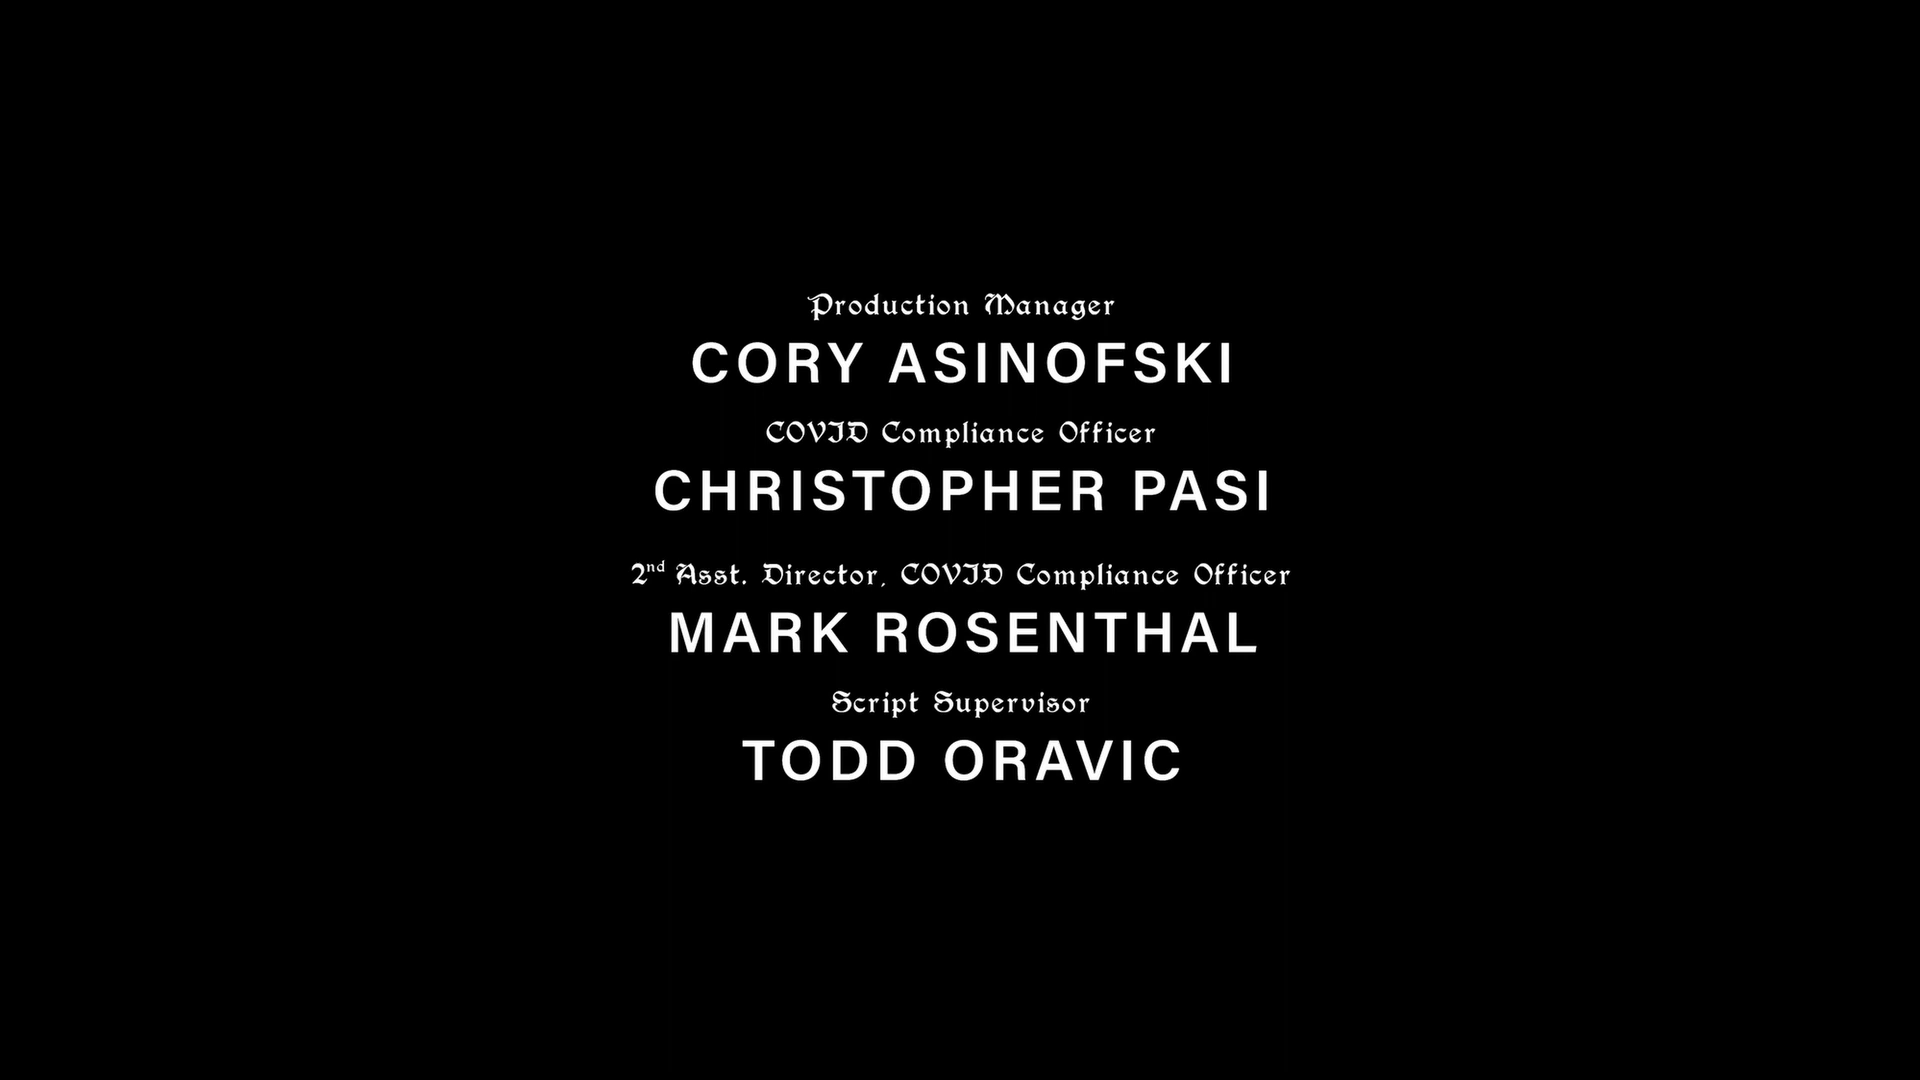 Production Manager
CORY ASINOFSKI
COVID Compliance Officer
CHRISTOPHER PASI
2nd Asst. Director, COVID Compliance Officer
MARK ROSENTHAL
Script Supervisor
TODD ORAVIC